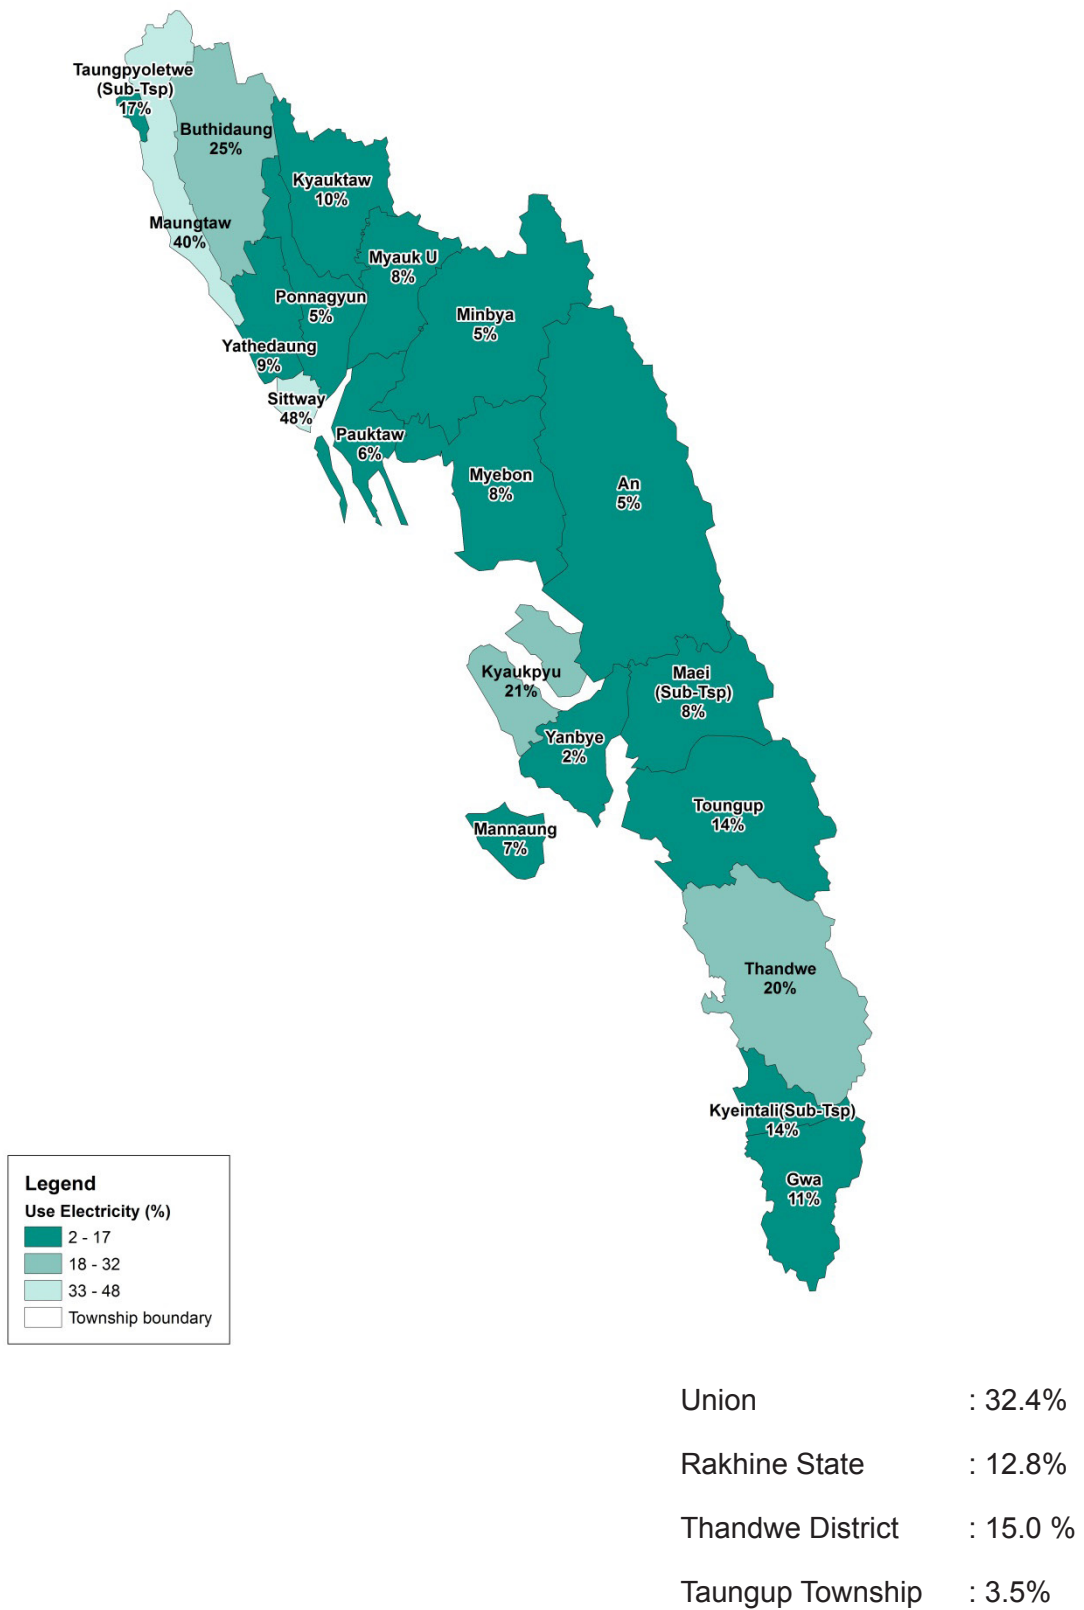 Taungpyoletwe
(Sub-Tsp)
17%
Buthidaung
25%
Kyauktaw
10%
Maungtaw
40%
Myauk U
8%
Ponnagyun
5%
Minbya
5%
Yathedaung
9%
Sittway
48%
Pauktaw
6%
Myebon
8%
An
5%
Kyaukpyu
21%
Maei
(Sub-Tsp)
8%
Yanbye
2%
Toungup
14%
Mannaung
7%
Thandwe
20%
Kyeintali(Sub-Tsp)
14%
Gwa
11%
Legend
Use Electricity (%)
2 - 17
18 - 32
33 - 48
Township boundary
Union : 32.4%
Rakhine State : 12.8%
Thandwe District : 15.0 %
Taungup Township : 3.5%